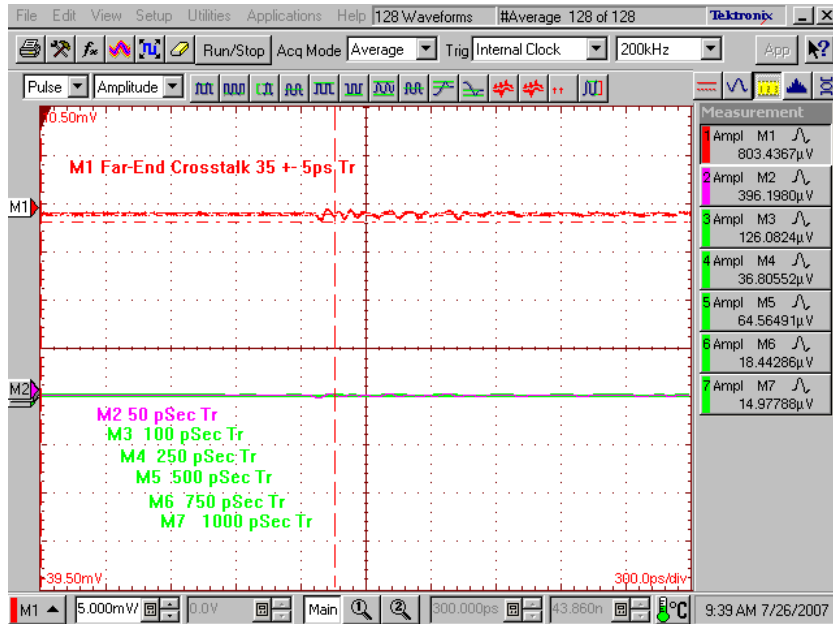 File Edit View Setup Utilities Applications Help 128 Waveforms #Average 128 of 128 Tektronix
Run/Stop Acq Mode Average Trig Internal Clock 200kHz App
Pulse Amplitude
Measurement
1 Ampl M1
803.4367µV
2 Ampl M2
396.1980µV
3 Ampl M3
126.0824µV
4 Ampl M4
36.80552µV
5 Ampl M5
64.56491µV
6 Ampl M6
18.44286µV
7 Ampl M7
14.97788µV
0.50mV
M1 Far-End Crosstalk 35 +- 5ps Tr
M1
M2
M2 50 pSec Tr
M3 100 pSec Tr
M4 250 pSec Tr
M5 500 pSec Tr
M6 750 pSec Tr
M7 1000 pSec Tr
-39.50mV 300.0ps/div
M1 5.000mV/ 0.0V Main 1 2 300.000ps 43.860n °C 9:39 AM 7/26/2007